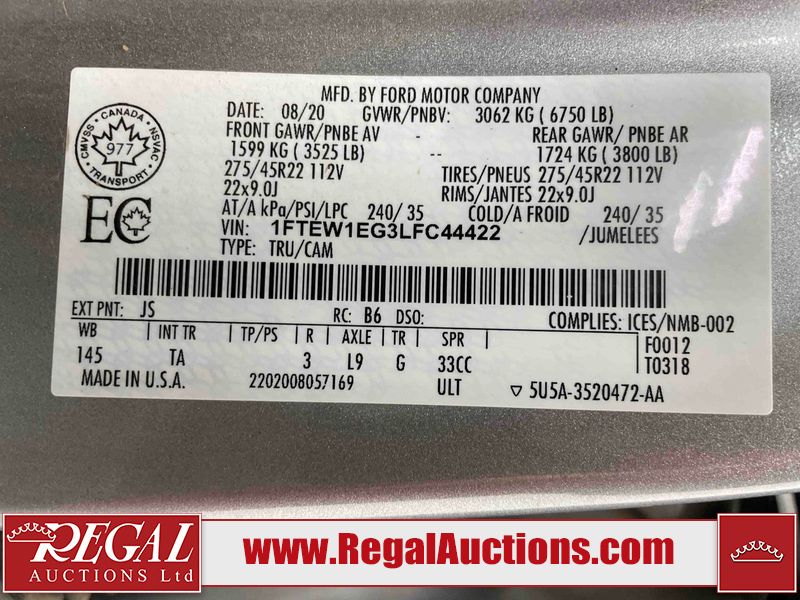 MFD. BY FORD MOTOR COMPANY
DATE: 08/20 GVWR/PNBV: 3062 KG ( 6750 LB)
FRONT GAWR/PNBE AV REAR GAWR/ PNBE AR
1599 KG ( 3525 LB) -- 1724 KG ( 3800 LB)
275/45R22 112V TIRES/PNEUS 275/45R22 112V
22x9.0J RIMS/JANTES 22x9.0J
AT/A kPa/PSI/LPC 240/ 35 COLD/A FROID 240/ 35
VIN: 1FTEW1EG3LFC44422 /JUMELEES
TYPE: TRU/CAM
CANADA
CMVSS NSVAC
977
TRANSPORT
EC
EXT PNT: JS RC: B6 DSO: COMPLIES: ICES/NMB-002
WB INT TR TP/PS R AXLE TR SPR F0012
145 TA 3 L9 G 33CC T0318
MADE IN U.S.A. 2202008057169 ULT ▽ 5U5A-3520472-AA
REGAL
AUCTIONS Ltd
www.RegalAuctions.com